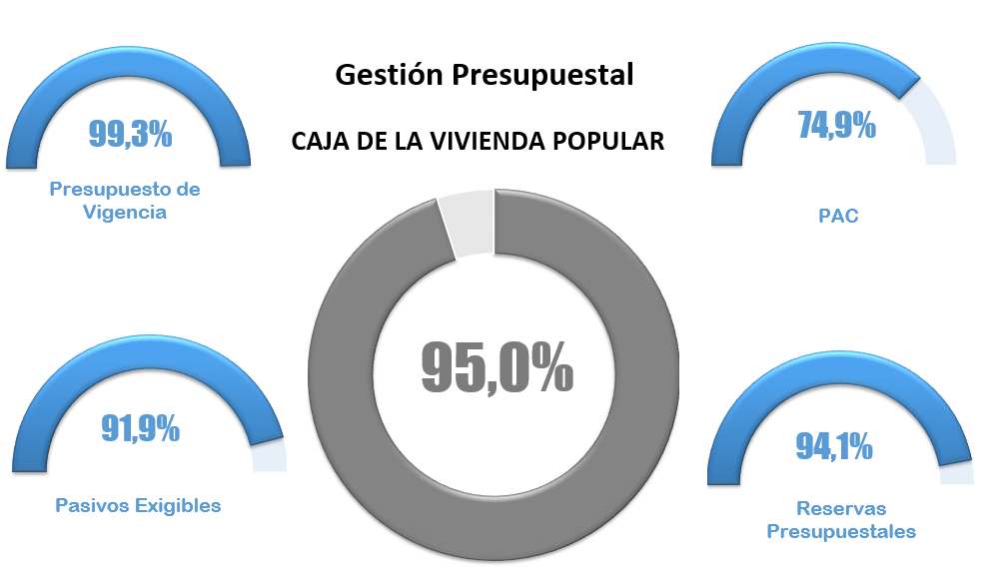 Gestión Presupuestal
CAJA DE LA VIVIENDA POPULAR
99,3%
Presupuesto de
Vigencia
74,9%
PAC
95,0%
91,9%
Pasivos Exigibles
94,1%
Reservas
Presupuestales